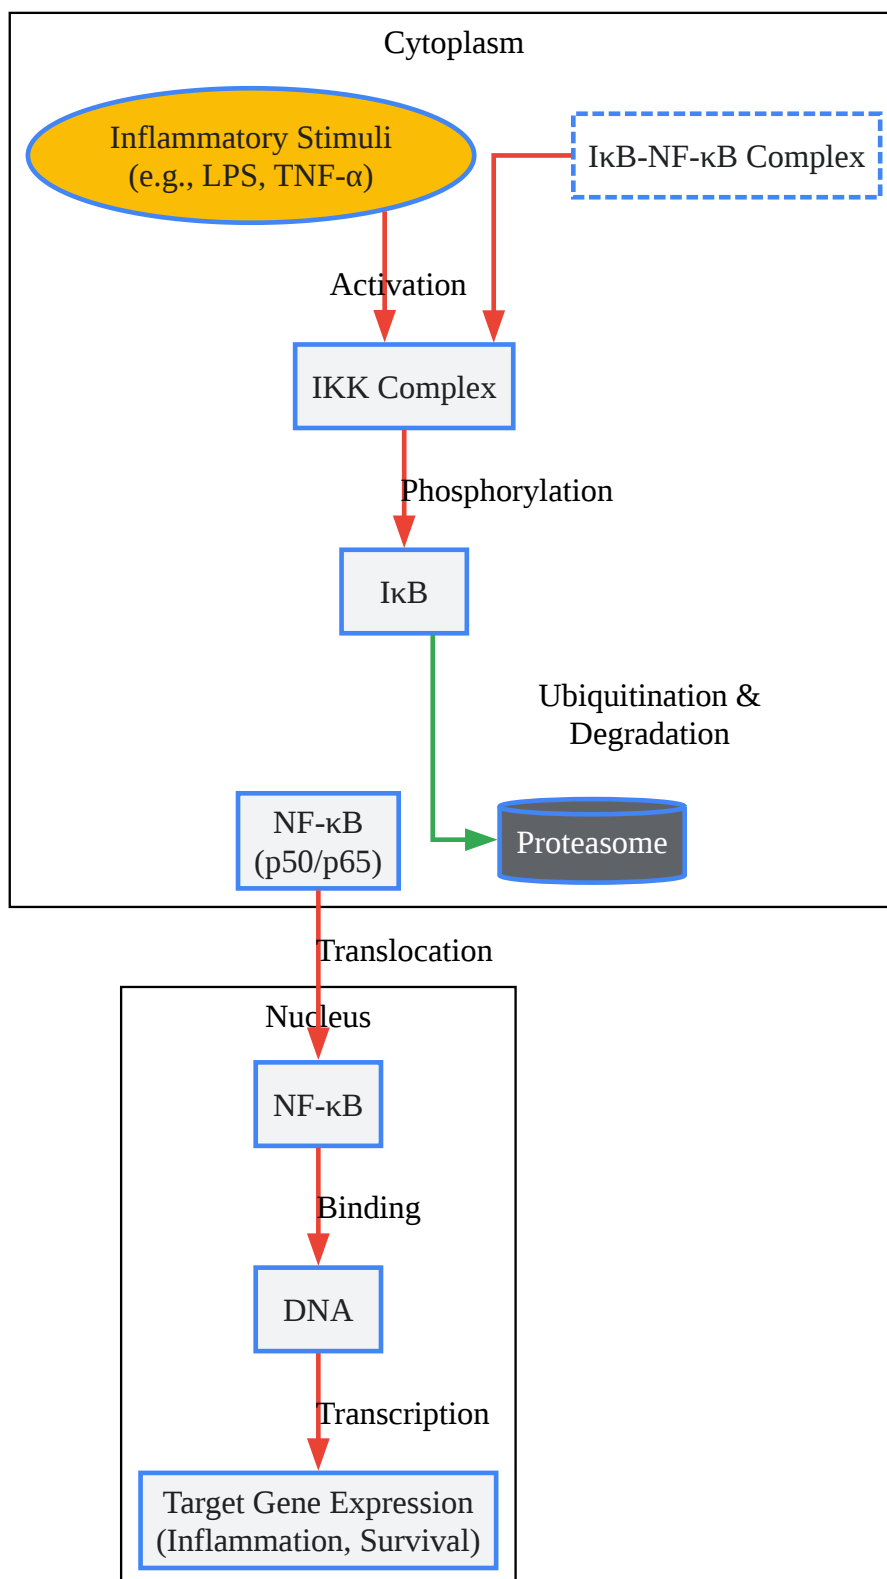 Cytoplasm
Inflammatory Stimuli
(e.g., LPS, TNF-α)
IκB-NF-κB Complex
Activation
IKK Complex
Phosphorylation
IκB
Ubiquitination &
Degradation
NF-κB
(p50/p65)
Proteasome
Translocation
Nucleus
NF-κB
Binding
DNA
Transcription
Target Gene Expression
(Inflammation, Survival)